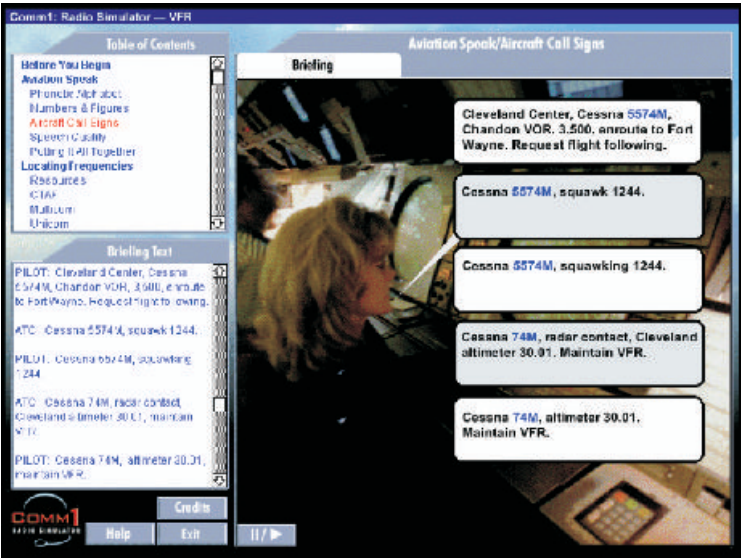 Comm1: Radio Simulator — VFR
Table of Contents
Before You Begin
Aviation Speak
Phonetic Alphabet
Numbers & Figures
Aircraft Call Signs
Speech Quality
Putting It All Together
Locating Frequencies
Resources
CTAF
Multicom
Unicom
Briefing Text
PILOT: Cleveland Center, Cessna
5574M, Chandon VOR, 3,500, enroute
to Fort Wayne. Request flight following.
ATC: Cessna 5574M, squawk 1244.
PILOT: Cessna 5574M, squawking
1244.
ATC: Cessna 74M, radar contact,
Cleveland altimeter 30.01, maintain
VFR.
PILOT: Cessna 74M, altimeter 30.01,
maintain VFR.
COMM1
RADIO SIMULATOR
Credits
Help
Exit
Aviation Speak/Aircraft Call Signs
Briefing
Cleveland Center, Cessna 5574M,
Chandon VOR. 3,500. enroute to Fort
Wayne. Request flight following.
Cessna 5574M, squawk 1244.
Cessna 5574M, squawking 1244.
Cessna 74M, radar contact, Cleveland
altimeter 30.01. Maintain VFR.
Cessna 74M, altimeter 30.01.
Maintain VFR.